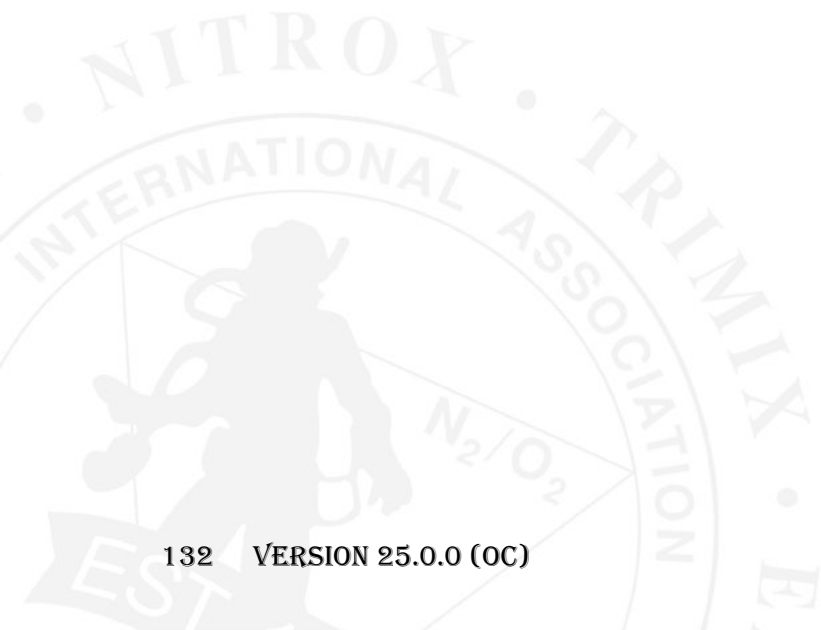 • NITROX • TRIMIX • E
INTERNATIONAL ASSOCIATION
N2/O2
EST
132 VERSION 25.0.0 (OC)